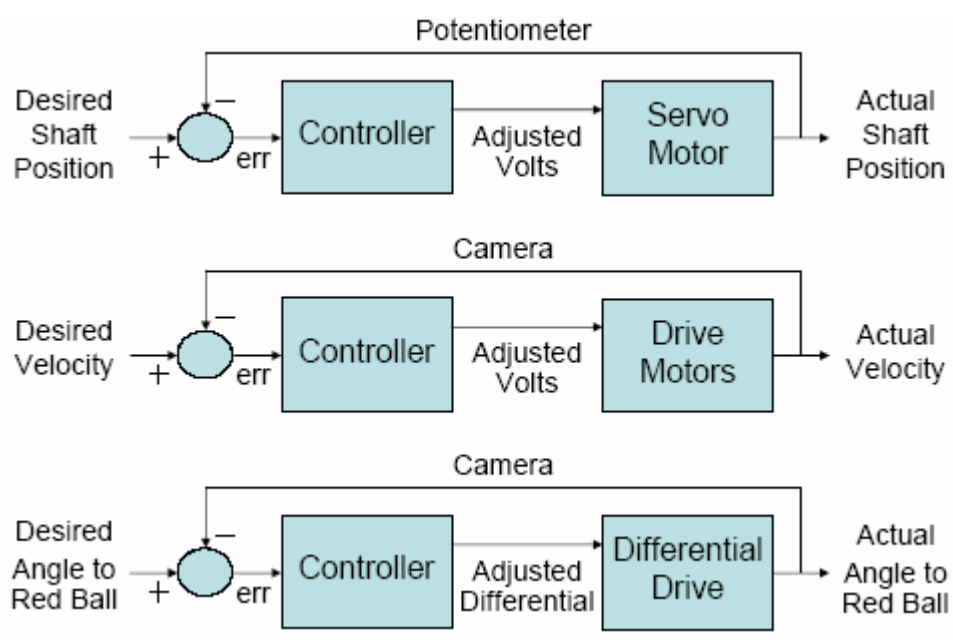 Potentiometer
Desired
Shaft
Position
+
−
err
Controller
Adjusted
Volts
Servo
Motor
Actual
Shaft
Position
Camera
Desired
Velocity
+
−
err
Controller
Adjusted
Volts
Drive
Motors
Actual
Velocity
Camera
Desired
Angle to
Red Ball
+
−
err
Controller
Adjusted
Differential
Differential
Drive
Actual
Angle to
Red Ball